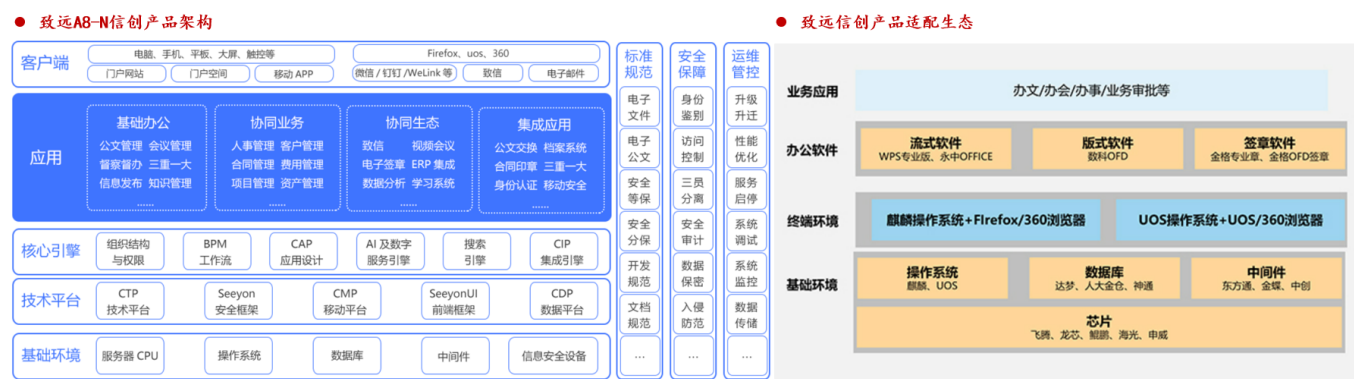 ● 致远A8-N信创产品架构
客户端
电脑、手机、平板、大屏、触控等
Firefox、uos、360
门户网站
门户空间
移动 APP
微信 / 钉钉 /WeLink 等
致信
电子邮件
应用
基础办公
公文管理 会议管理
督察督办 三重一大
信息发布 知识管理
……
协同业务
人事管理 客户管理
合同管理 费用管理
项目管理 资产管理
……
协同生态
致信 视频会议
电子签章 ERP 集成
数据分析 学习系统
……
集成应用
公文交换 档案系统
合同印章 三重一大
身份认证 移动安全
……
核心引擎
组织结构
与权限
BPM
工作流
CAP
应用设计
AI 及数字
服务引擎
搜索
引擎
CIP
集成引擎
技术平台
CTP
技术平台
Seeyon
安全框架
CMP
移动平台
SeeyonUI
前端框架
CDP
数据平台
基础环境
服务器 CPU
操作系统
数据库
中间件
信息安全设备
标准
规范
电子
文件
电子
公文
安全
等保
安全
分保
开发
规范
文档
规范
…
安全
保障
身份
鉴别
访问
控制
三员
分离
安全
审计
数据
保密
入侵
防范
…
运维
管控
升级
升迁
性能
优化
服务
启停
系统
调试
系统
监控
数据
传储
…
● 致远信创产品适配生态
业务应用
办文/办会/办事/业务审批等
办公软件
流式软件
WPS专业版、永中OFFICE
版式软件
数科OFD
签章软件
金格专业章、金格OFD签章
终端环境
麒麟操作系统+FIrefox/360浏览器
UOS操作系统+UOS/360浏览器
基础环境
操作系统
麒麟、UOS
数据库
达梦、人大金仓、神通
中间件
东方通、金蝶、中创
芯片
飞腾、龙芯、鲲鹏、海光、申威